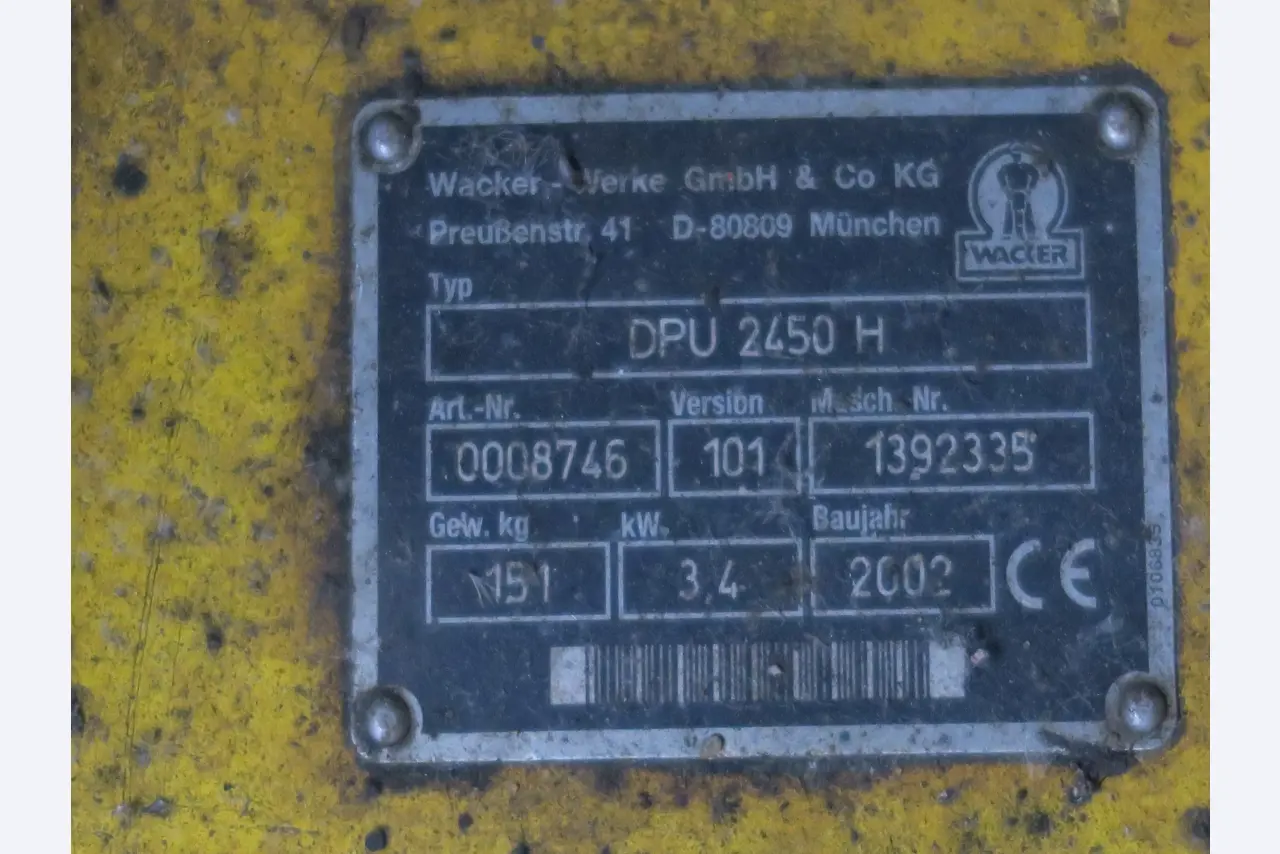 Wacker-Werke GmbH & Co KG
Preußenstr. 41 D-80809 München
WACKER
Typ
DPU 2450 H
Art.-Nr. Version Masch. Nr.
0008746 101 1392335
Gew. kg kW Baujahr
151 3,4 2002
CE
0106835